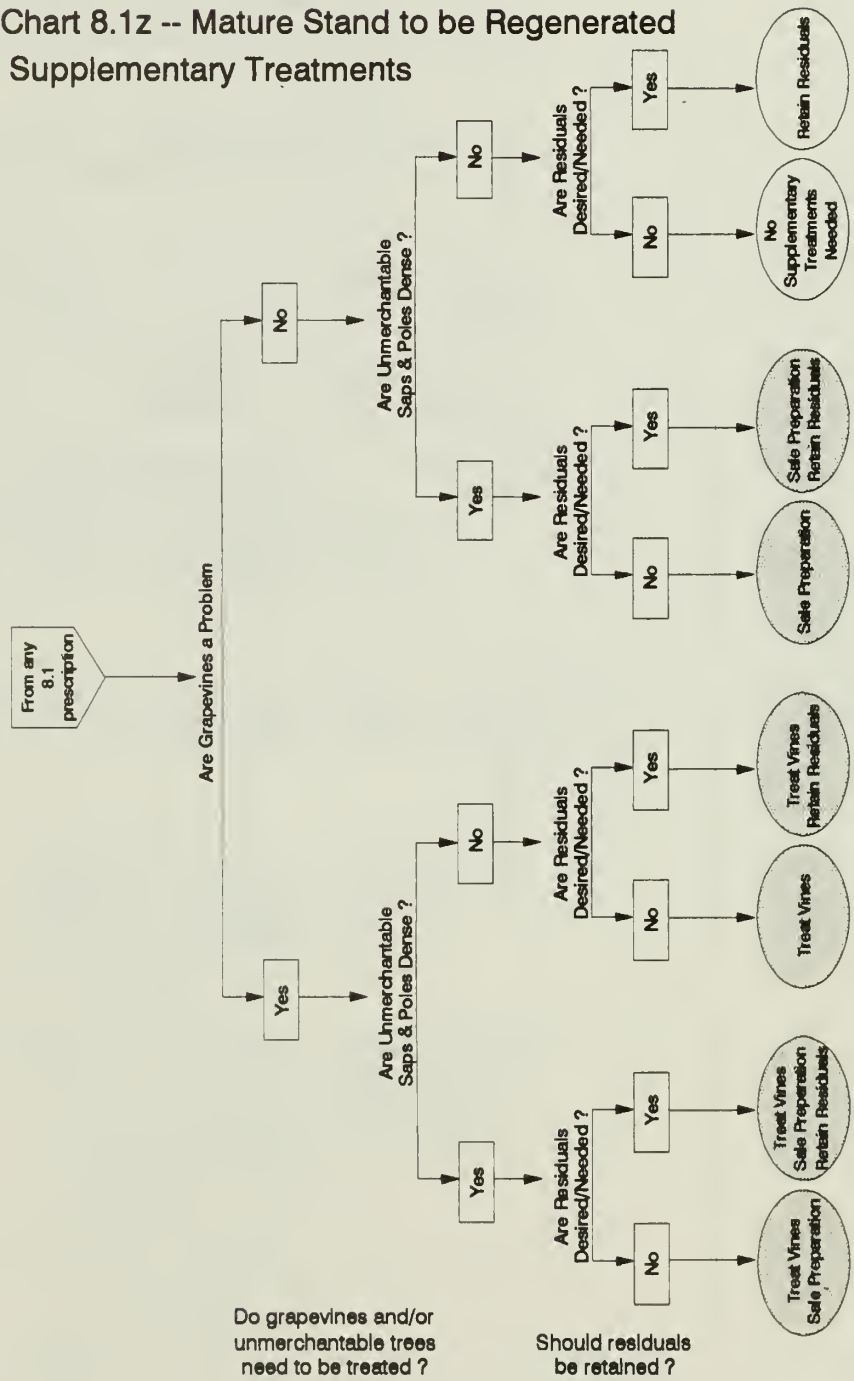 Chart 8.1z -- Mature Stand to be Regenerated
Supplementary Treatments
From any
8.1
prescription
Are Grapevines a Problem
Yes
No
Are Unmerchantable
Saps & Poles Dense ?
Are Unmerchantable
Saps & Poles Dense ?
Yes
No
Yes
No
Are Residuals
Desired/Needed ?
Are Residuals
Desired/Needed ?
Are Residuals
Desired/Needed ?
Are Residuals
Desired/Needed ?
No
Yes
No
Yes
No
Yes
No
Yes
Treat Vines
Sale Preparation
Treat Vines
Sale Preparation
Retain Residuals
Treat Vines
Treat Vines
Retain Residuals
Sale Preparation
Sale Preparation
Retain Residuals
No
Supplementary
Treatments
Needed
Retain Residuals
Do grapevines and/or
unmerchantable trees
need to be treated ?
Should residuals
be retained ?